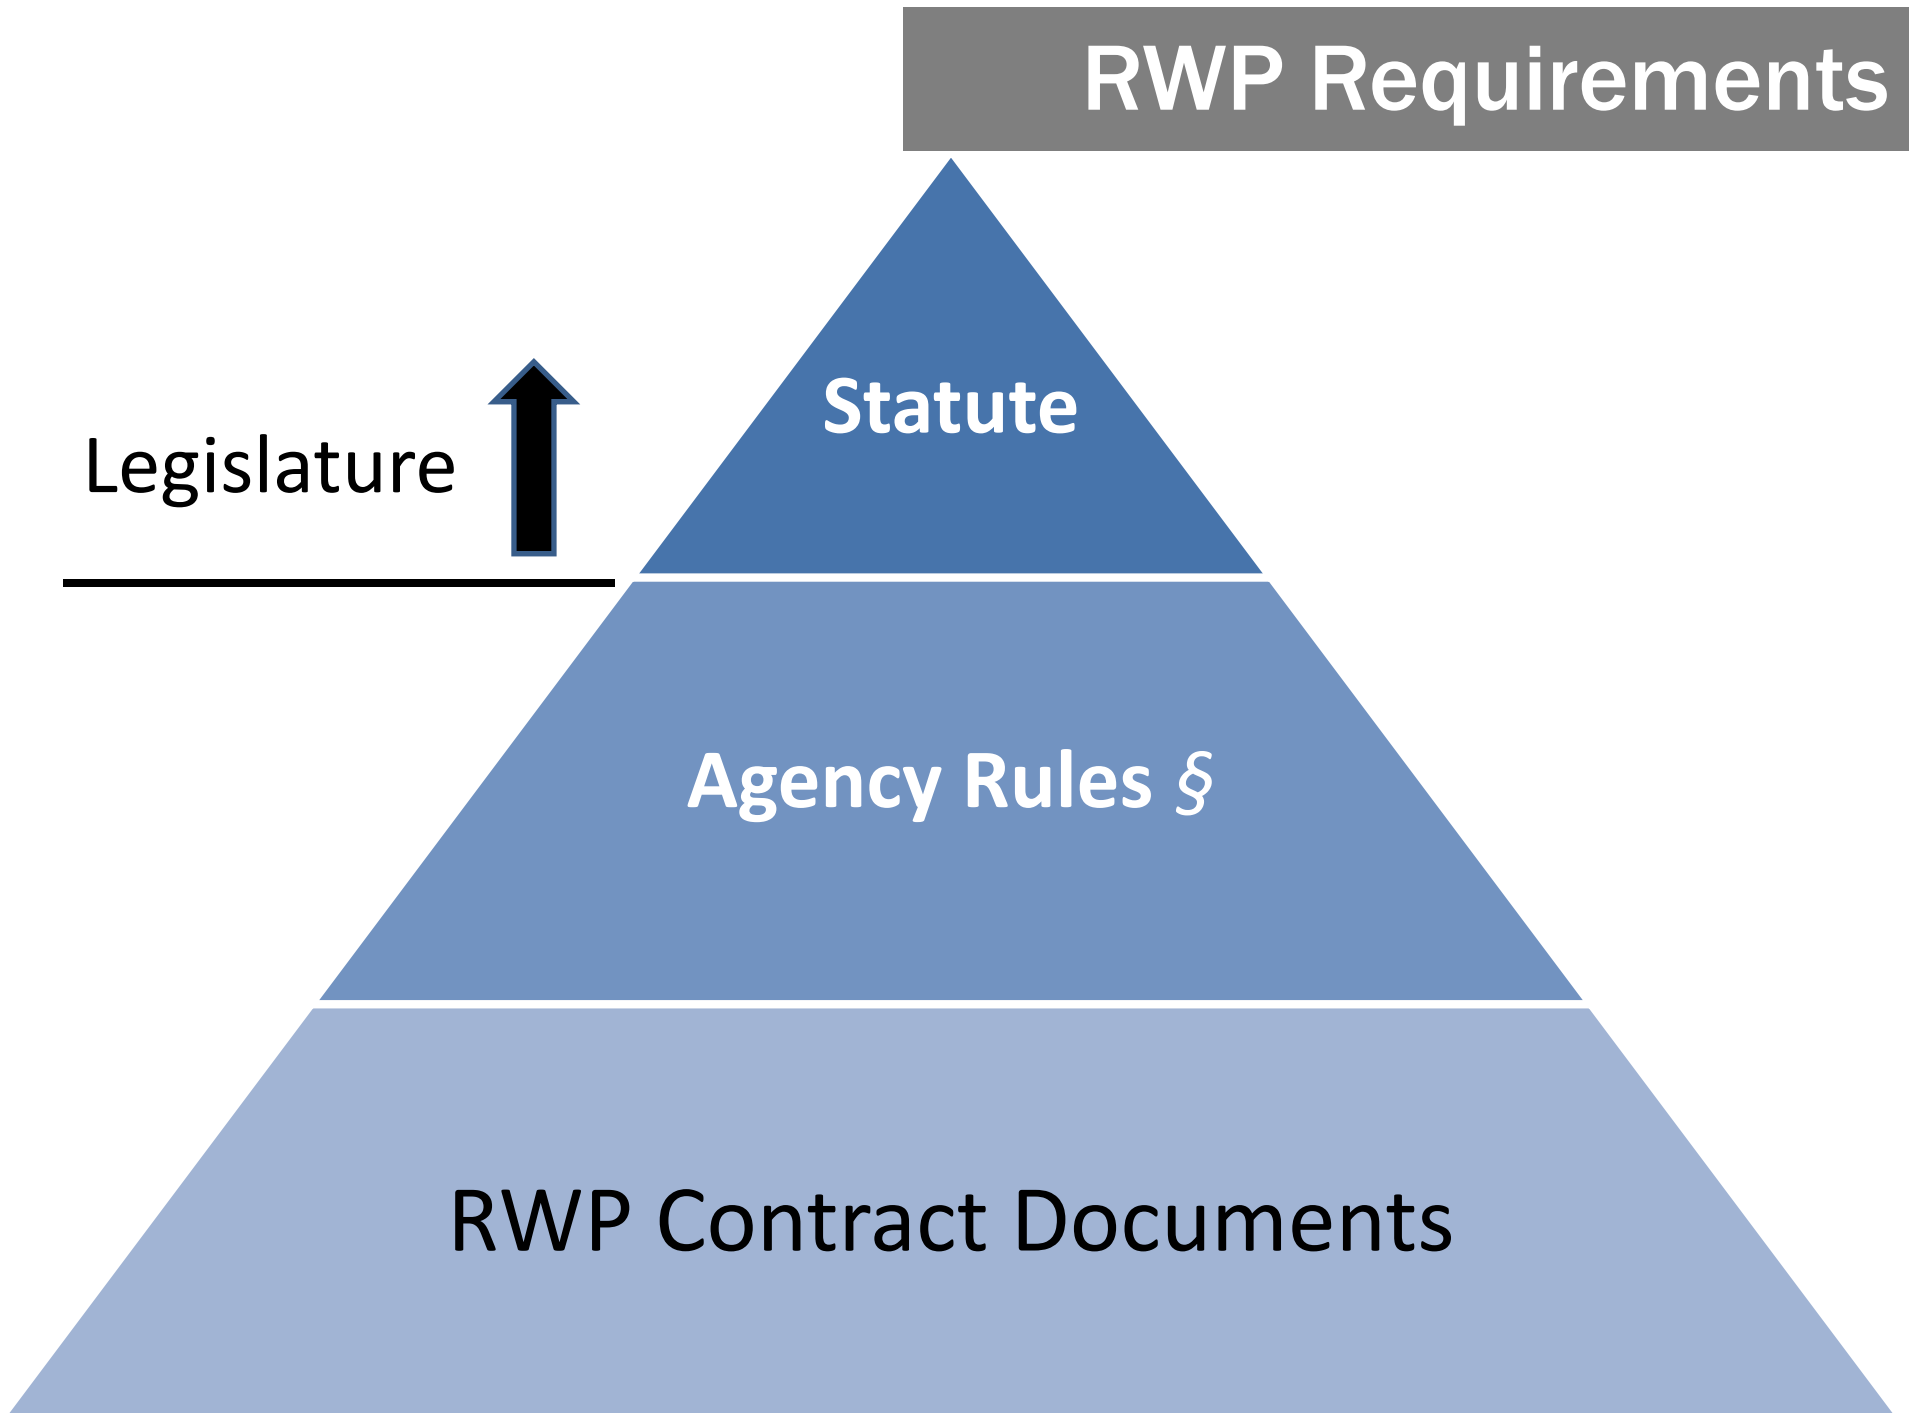 RWP Requirements
Statute
Legislature
Agency Rules §
RWP Contract Documents